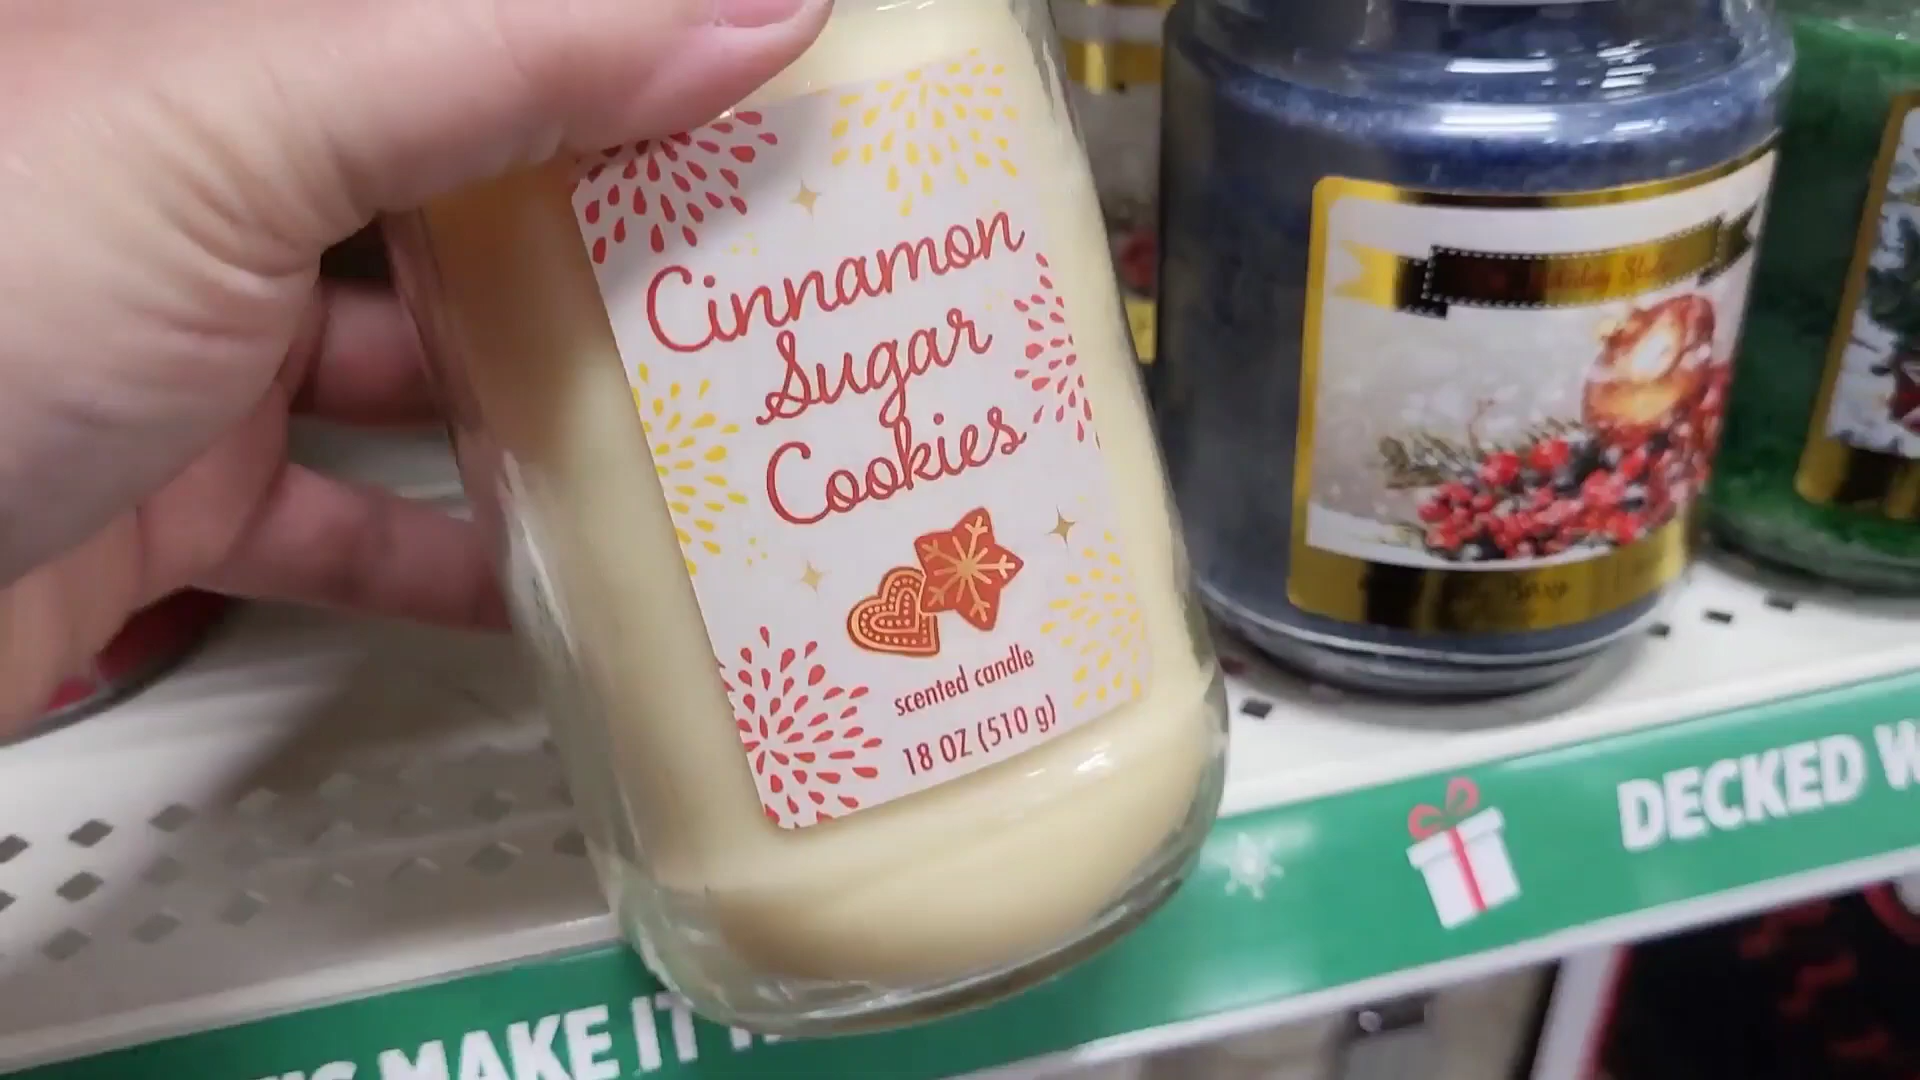 Cinnamon
Sugar
Cookies
scented candle
18 OZ (510 g)
DECKED
MAKE IT